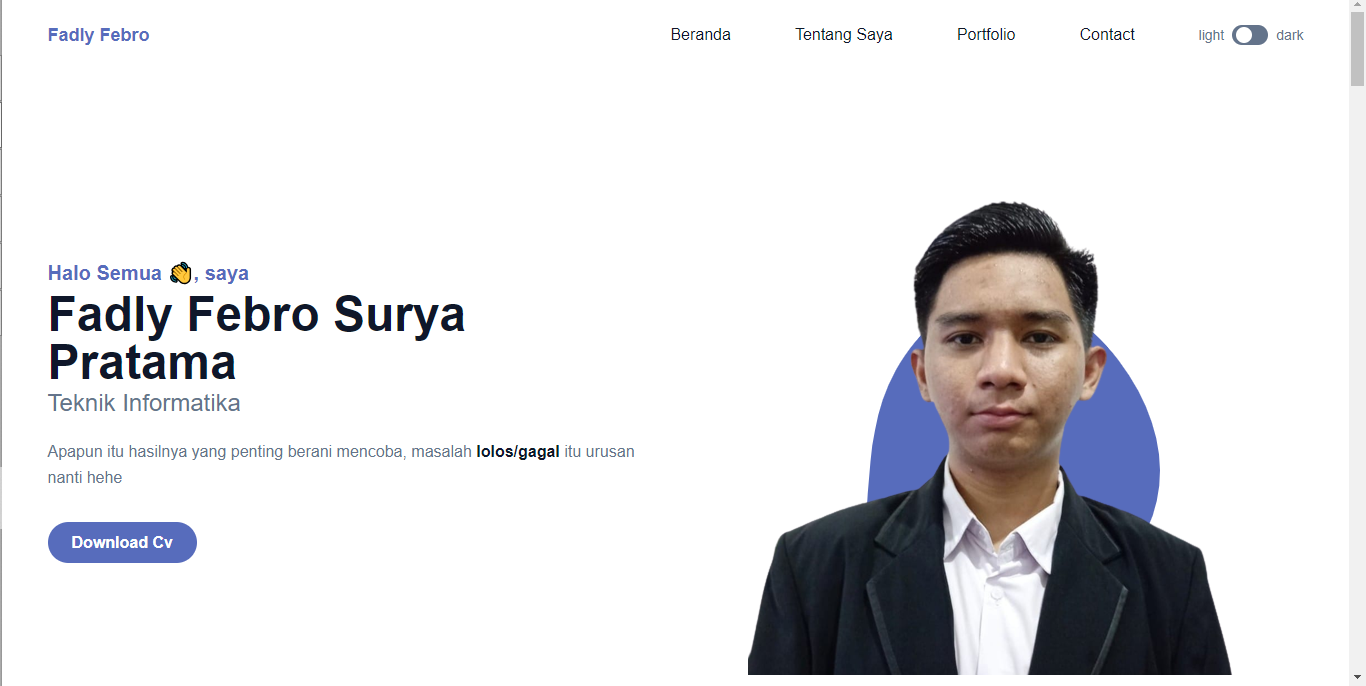 Fadly Febro
Beranda Tentang Saya Portfolio Contact light dark
Halo Semua 👋, saya
Fadly Febro Surya
Pratama
Teknik Informatika
Apapun itu hasilnya yang penting berani mencoba, masalah lolos/gagal itu urusan
nanti hehe
Download Cv